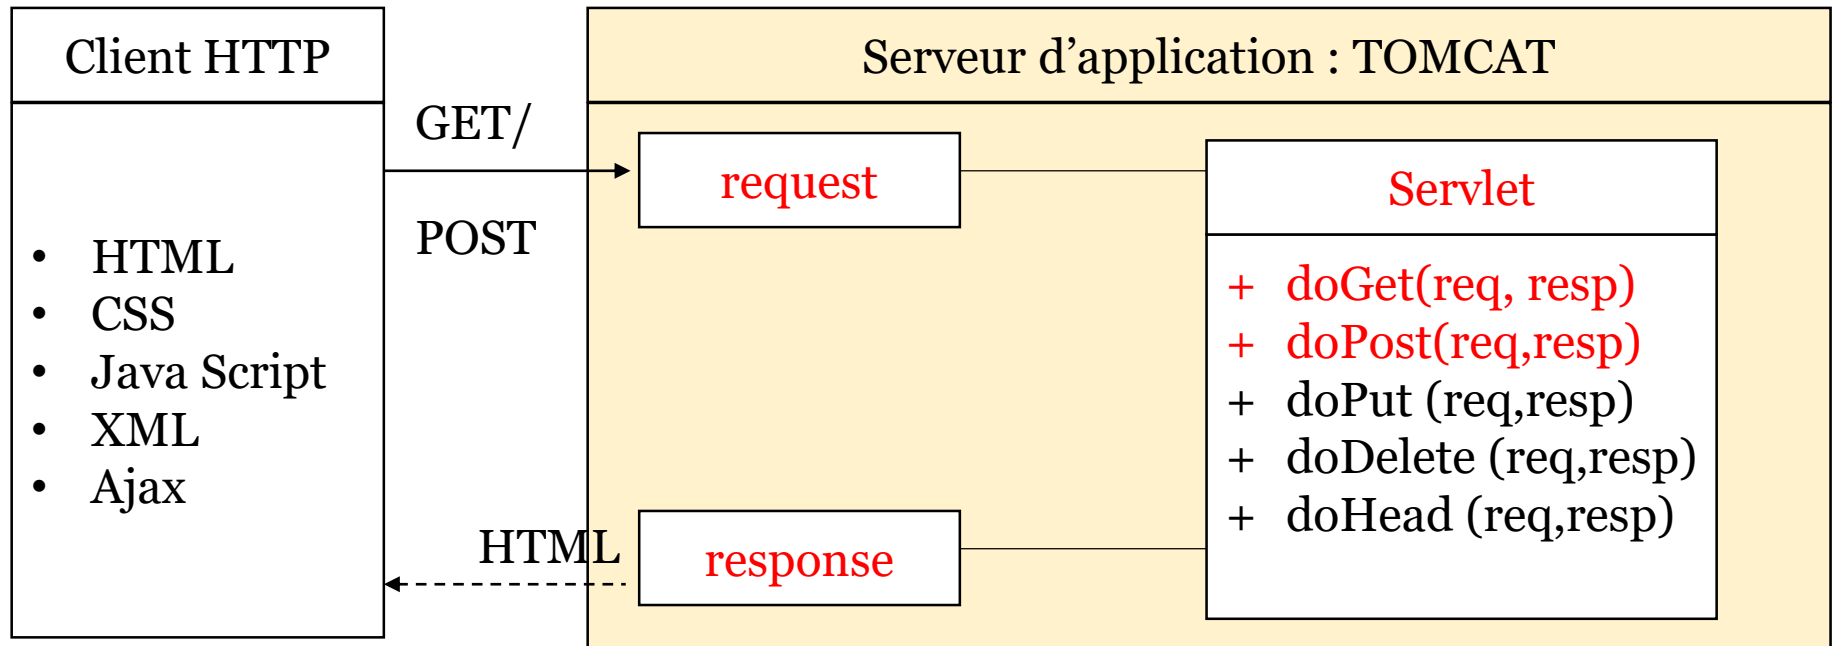 Client HTTP
Serveur d’application : TOMCAT
GET/
POST
request
Servlet
• HTML
• CSS
• Java Script
• XML
• Ajax
+ doGet(req, resp)
+ doPost(req,resp)
+ doPut (req,resp)
+ doDelete (req,resp)
+ doHead (req,resp)
HTML
response